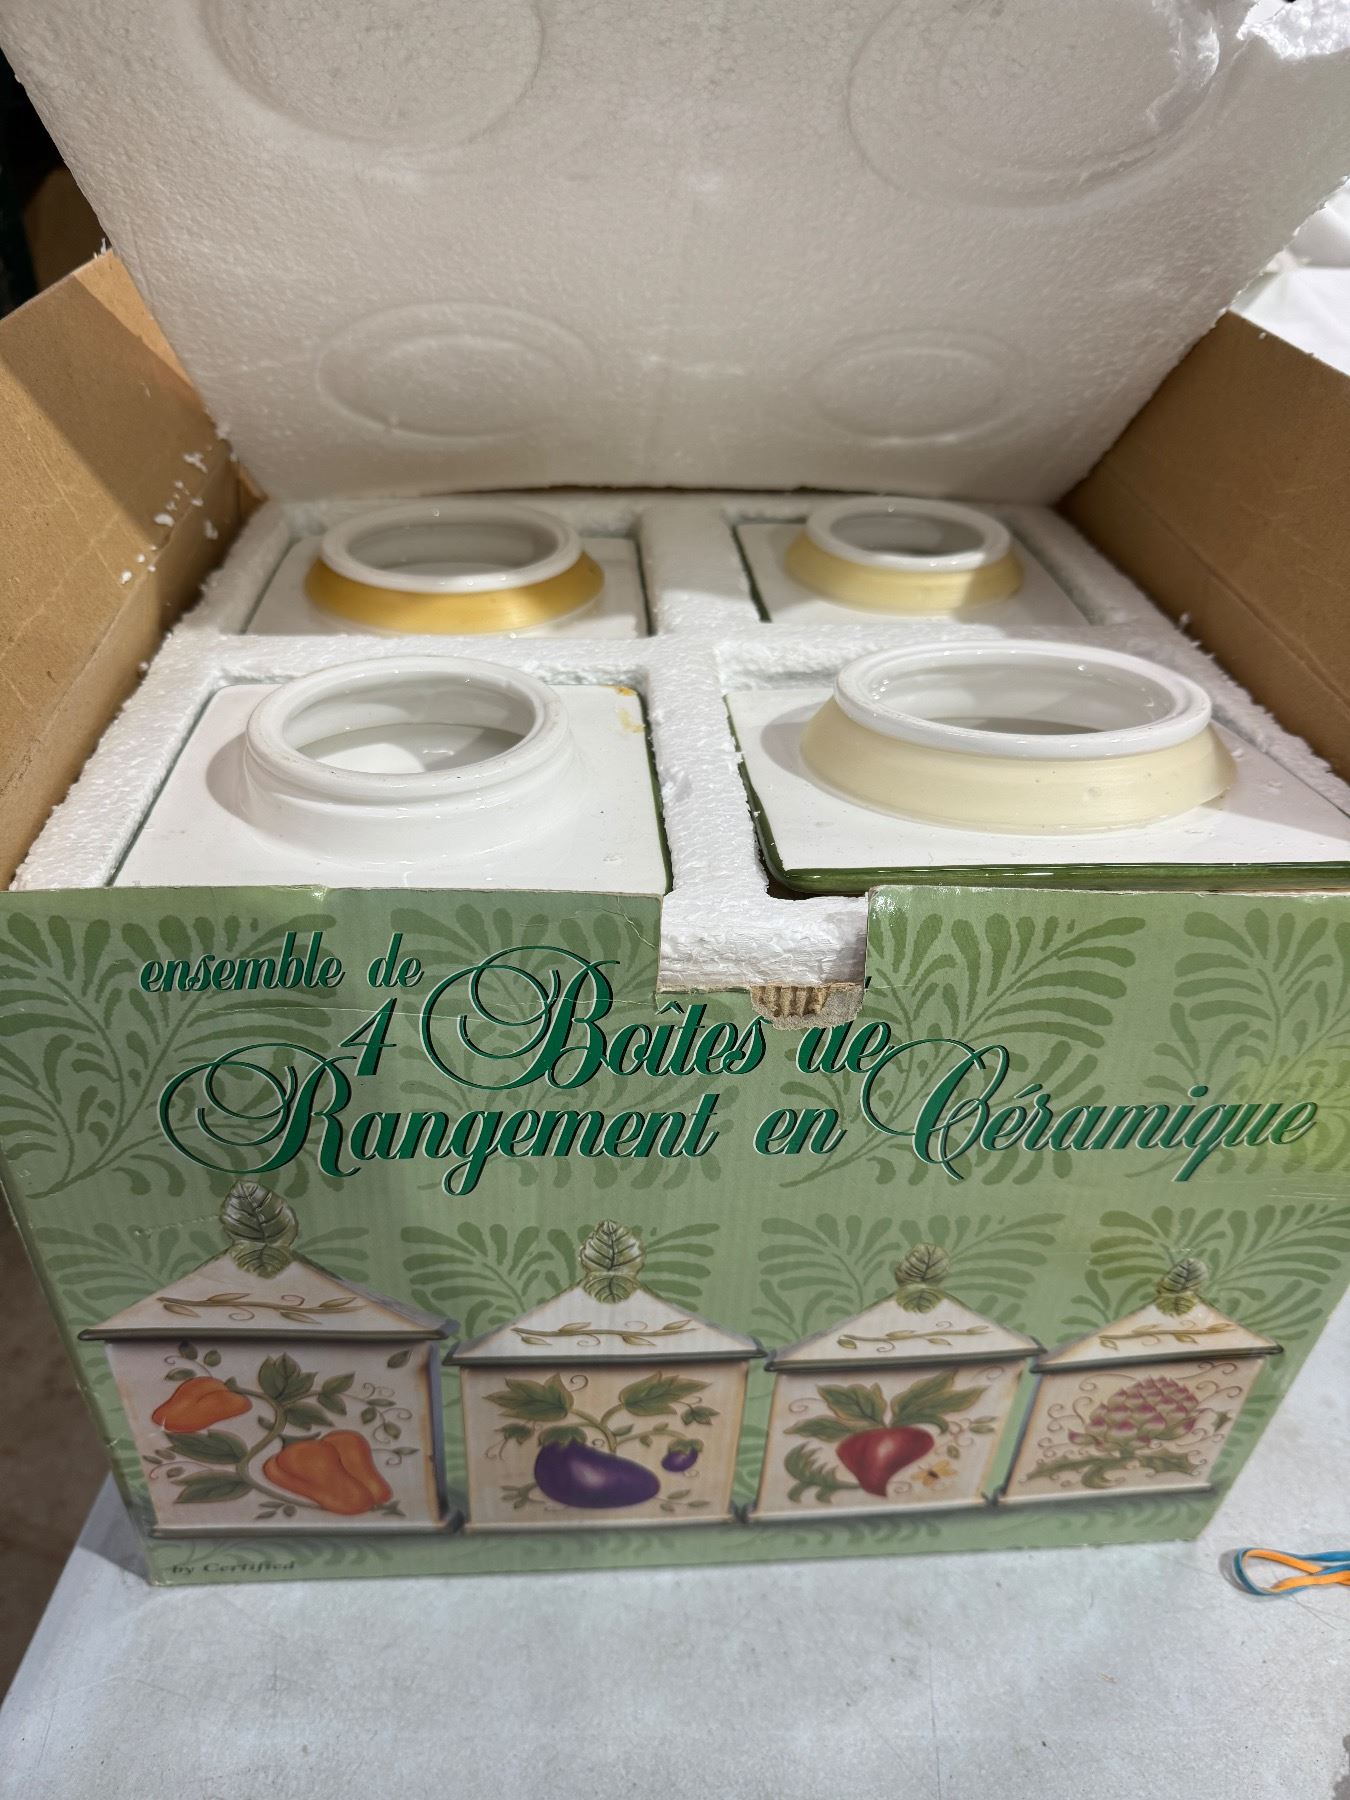 ensemble de
4 Boîtes de
Rangement en Céramique
by Certified